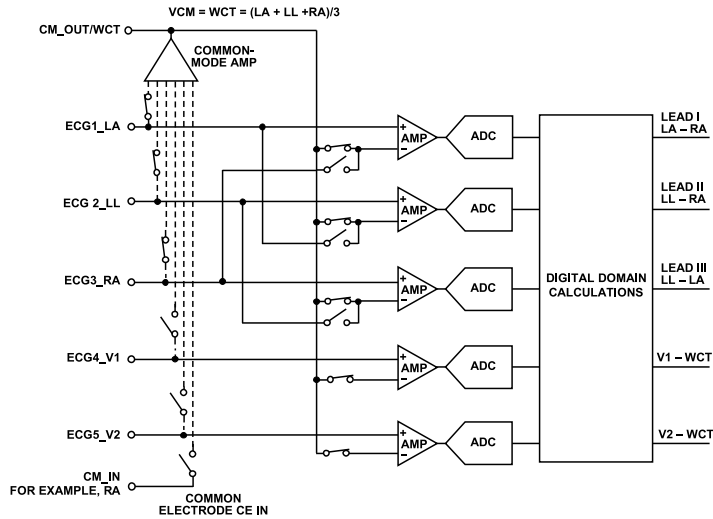 VCM = WCT = (LA + LL +RA)/3
CM_OUT/WCT
COMMON-
MODE AMP
ECG1_LA
+
AMP
–
ADC
LEAD I
LA – RA
ECG 2_LL
+
AMP
–
ADC
LEAD II
LL – RA
ECG3_RA
+
AMP
–
ADC
DIGITAL DOMAIN
CALCULATIONS
LEAD III
LL – LA
ECG4_V1
+
AMP
–
ADC
V1 – WCT
ECG5_V2
+
AMP
–
ADC
V2 – WCT
CM_IN
FOR EXAMPLE, RA
COMMON
ELECTRODE CE IN